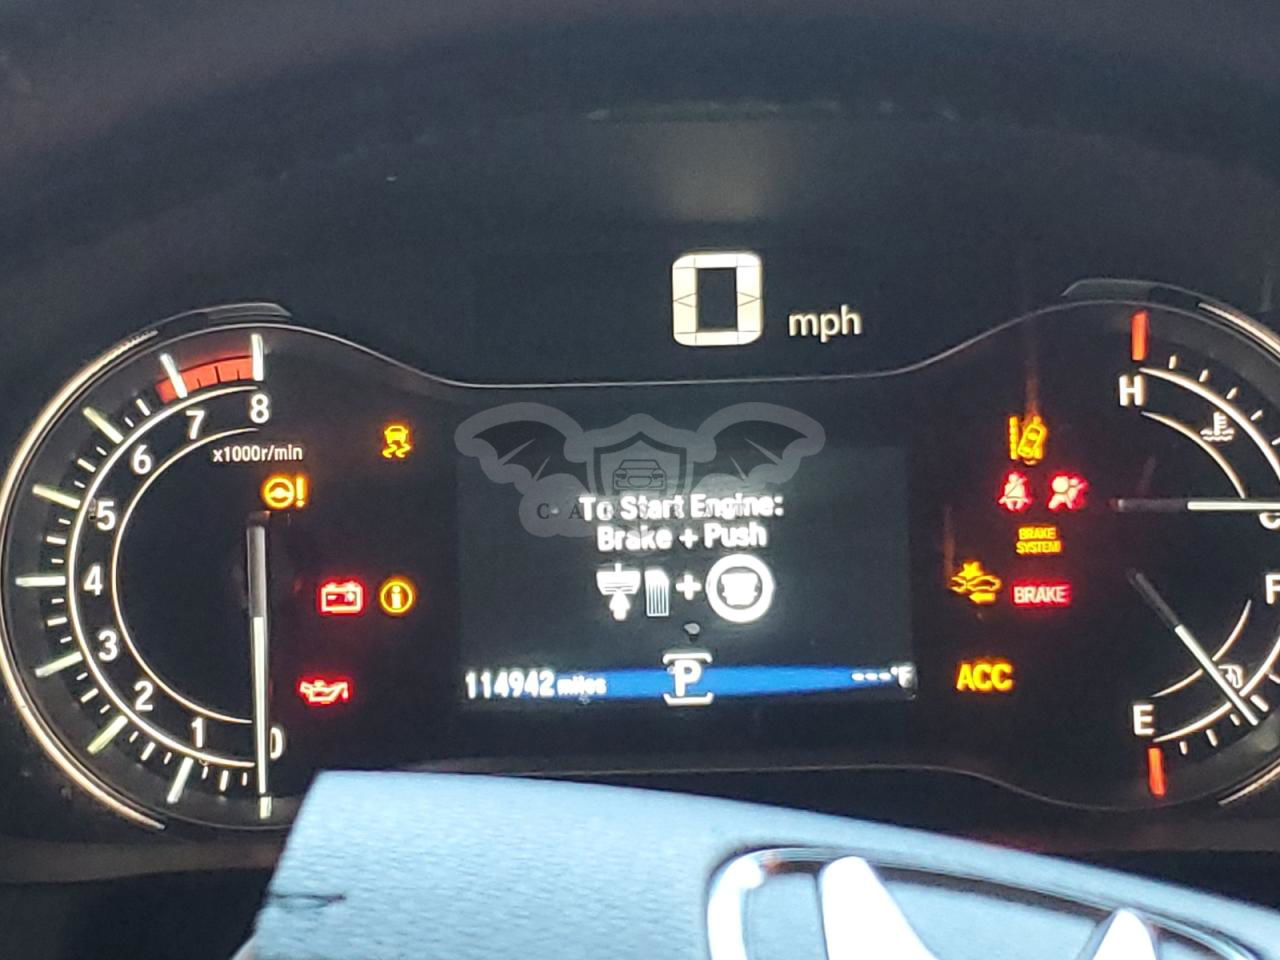 0 mph
8
7
6
5
4
3
2
1
0
x1000r/min
!
i
To Start Engine:
Brake + Push
114942 miles
P
---°F
H
C
BRAKE
SYSTEM
BRAKE
ACC
F
E